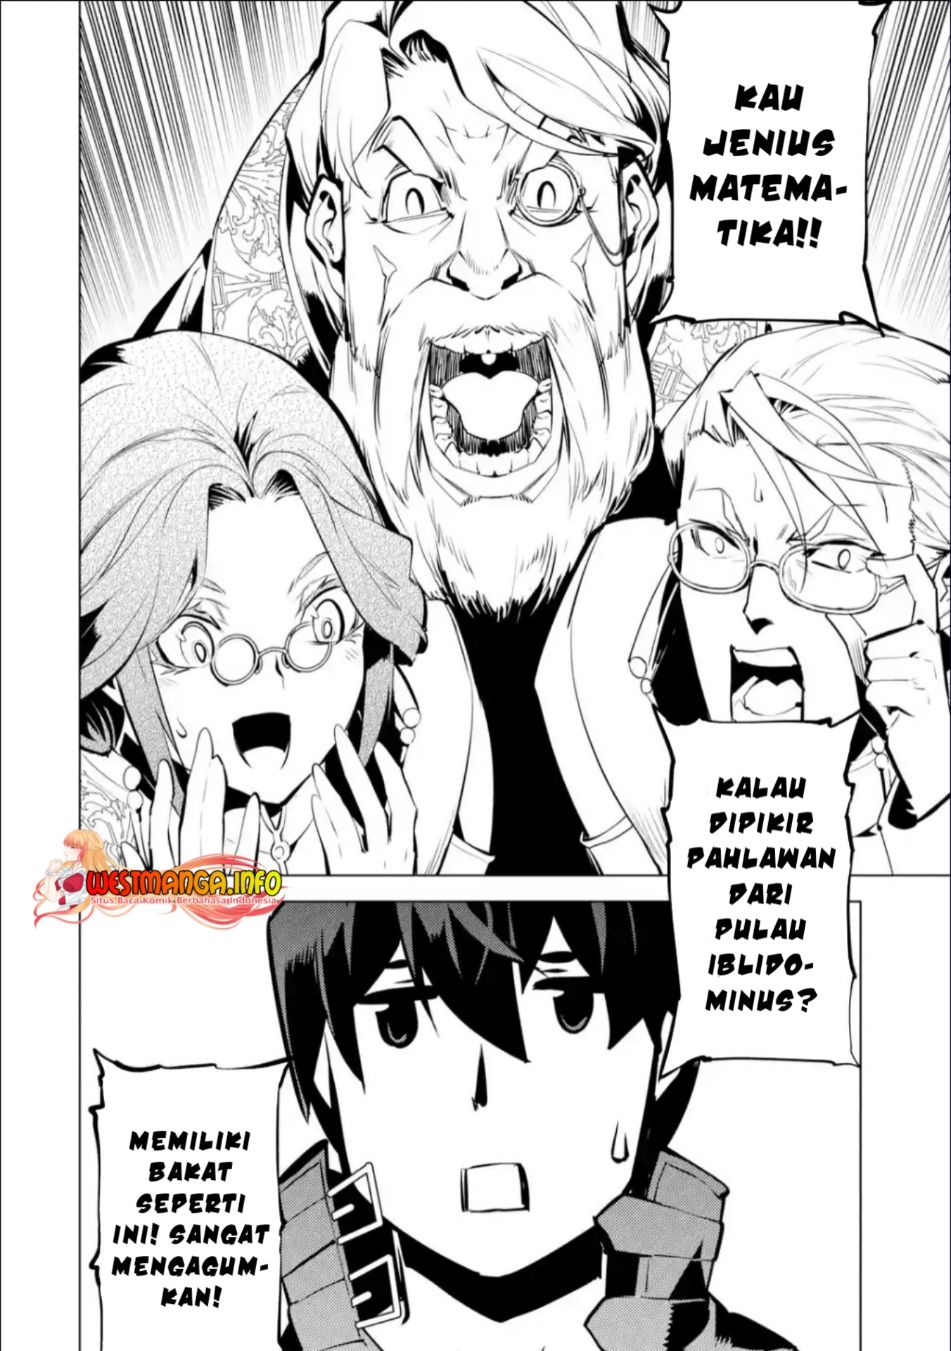 KAU
JENIUS
MATEMA-
TIKA!!
KALAU
DIPIKIR
PAHLAWAN
DARI
PULAU
IBLIDO-
MINUS?
MEMILIKI
BAKAT
SEPERTI
INI! SANGAT
MENGAGUM-
KAN!
WESTMANGA.INFO
Situs Baca Komik Berbahasa Indonesia